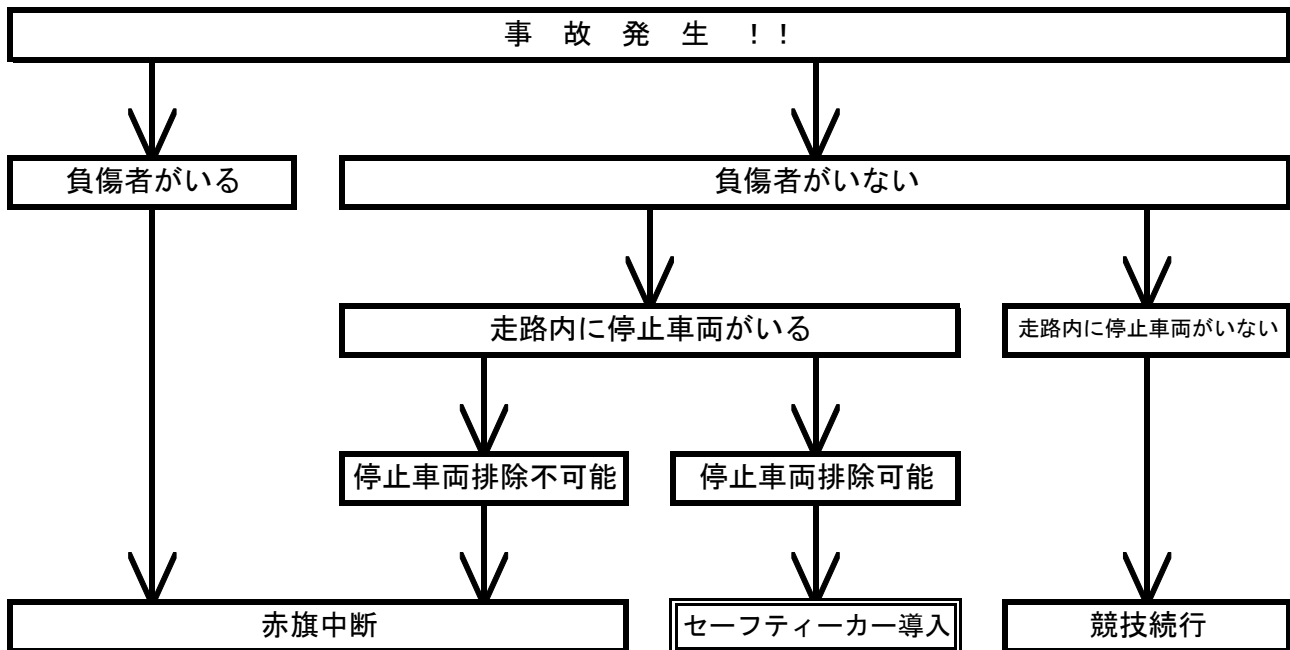 事 故 発 生 ！！
負傷者がいる
負傷者がいない
走路内に停止車両がいる
走路内に停止車両がいない
停止車両排除不可能
停止車両排除可能
赤旗中断
セーフティーカー導入
競技続行